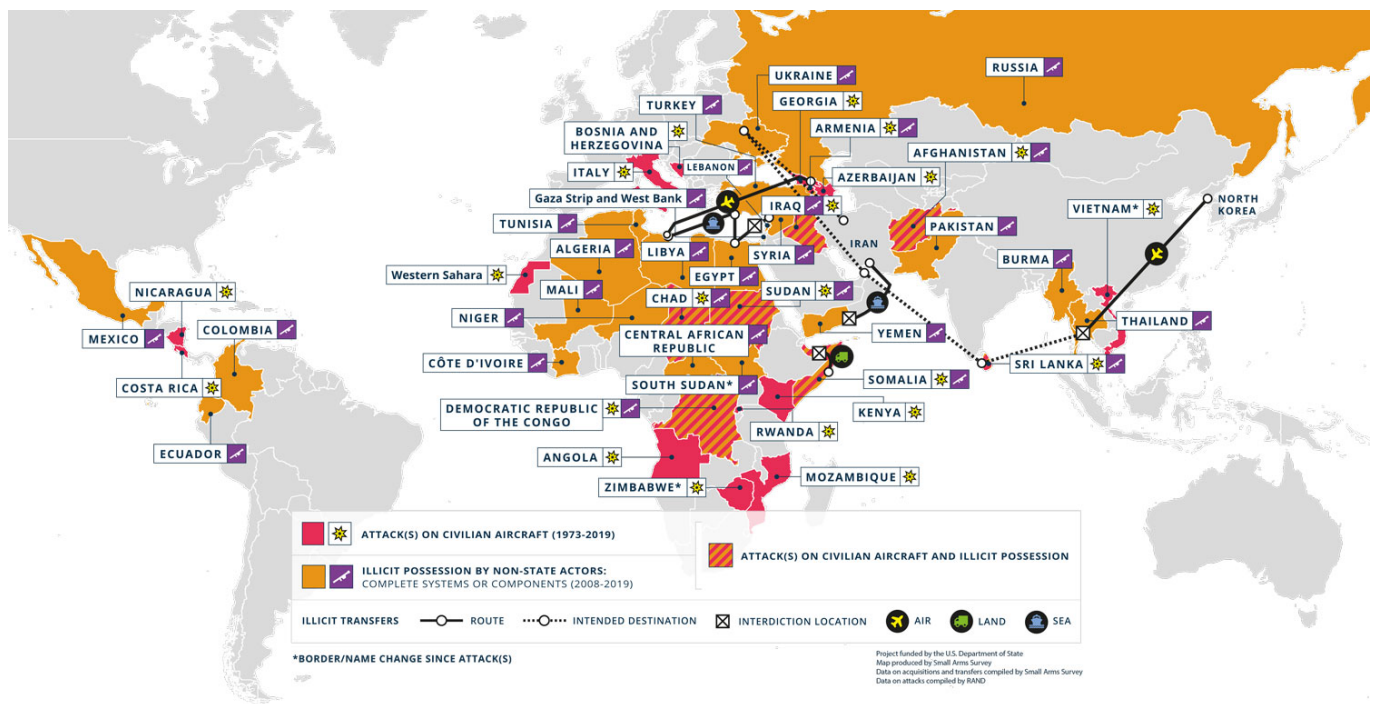 UKRAINE
RUSSIA
TURKEY
GEORGIA
BOSNIA AND
HERZEGOVINA
ARMENIA
AFGHANISTAN
LEBANON
ITALY
AZERBAIJAN
Gaza Strip and West Bank
IRAQ
VIETNAM*
NORTH
KOREA
TUNISIA
PAKISTAN
ALGERIA
LIBYA
SYRIA
IRAN
BURMA
Western Sahara
EGYPT
NICARAGUA
MALI
CHAD
SUDAN
COLOMBIA
NIGER
THAILAND
MEXICO
CENTRAL AFRICAN
REPUBLIC
YEMEN
CÔTE D'IVOIRE
SRI LANKA
COSTA RICA
SOUTH SUDAN*
SOMALIA
DEMOCRATIC REPUBLIC
OF THE CONGO
KENYA
RWANDA
ECUADOR
ANGOLA
MOZAMBIQUE
ZIMBABWE*
ATTACK(S) ON CIVILIAN AIRCRAFT (1973-2019)
ILLICIT POSSESSION BY NON-STATE ACTORS:
COMPLETE SYSTEMS OR COMPONENTS (2008-2019)
ATTACK(S) ON CIVILIAN AIRCRAFT AND ILLICIT POSSESSION
ILLICIT TRANSFERS
ROUTE
INTENDED DESTINATION
INTERDICTION LOCATION
AIR
LAND
SEA
*BORDER/NAME CHANGE SINCE ATTACK(S)
Project funded by the U.S. Department of State
Map produced by Small Arms Survey
Data on acquisitions and transfers compiled by Small Arms Survey
Data on attacks compiled by RAND